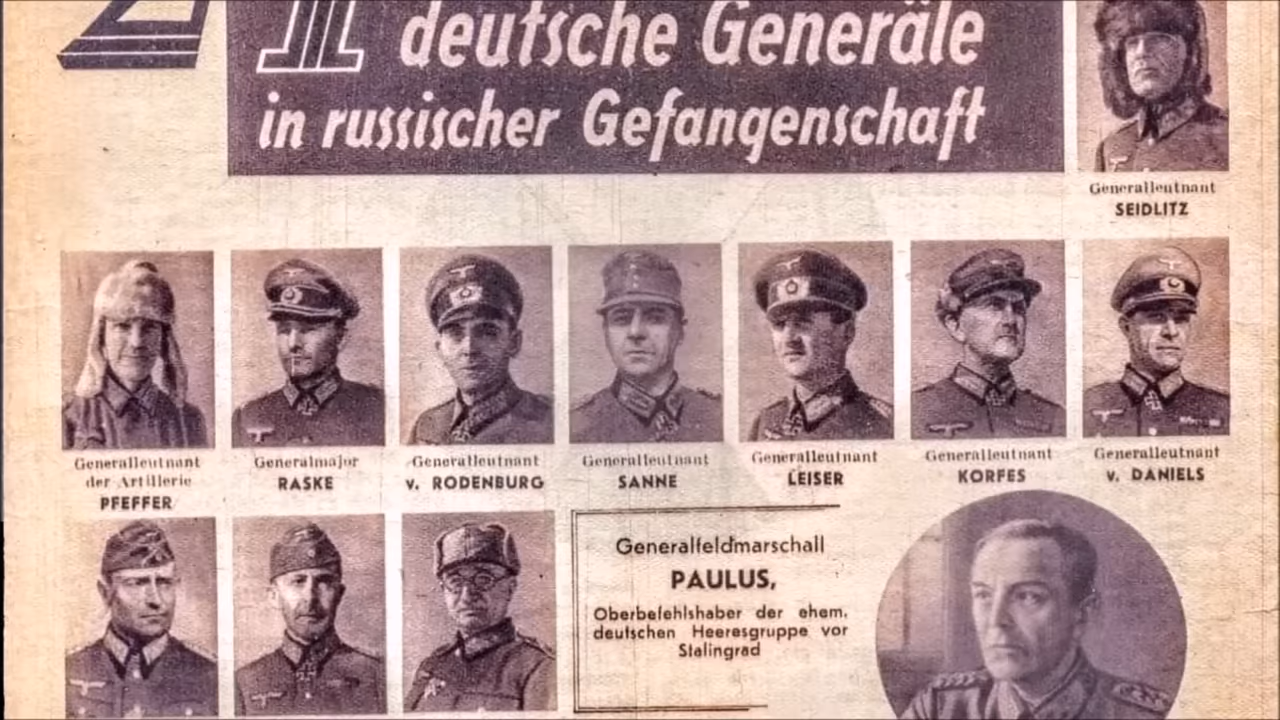 21 deutsche Generäle
in russischer Gefangenschaft
Generalleutnant
SEIDLITZ
Generalleutnant
der Artillerie
PFEFFER
Generalmajor
RASKE
Generalleutnant
v. RODENBURG
Generalleutnant
SANNE
Generalleutnant
LEISER
Generalleutnant
KORFES
Generalleutnant
v. DANIELS
Generalfeldmarschall
PAULUS,
Oberbefehlshaber der ehem.
deutschen Heeresgruppe vor
Stalingrad